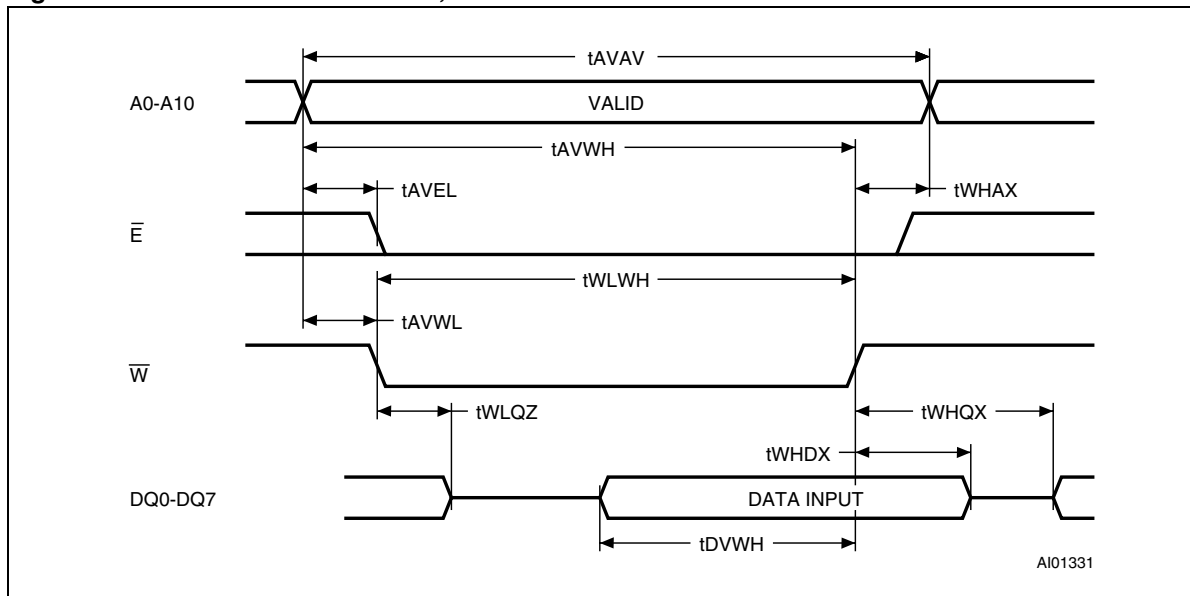 tAVAV
A0-A10
VALID
tAVWH
tAVEL
tWHAX
E̅
tWLWH
tAVWL
W̅
tWLQZ
tWHQX
tWHDX
DQ0-DQ7
DATA INPUT
tDVWH
AI01331